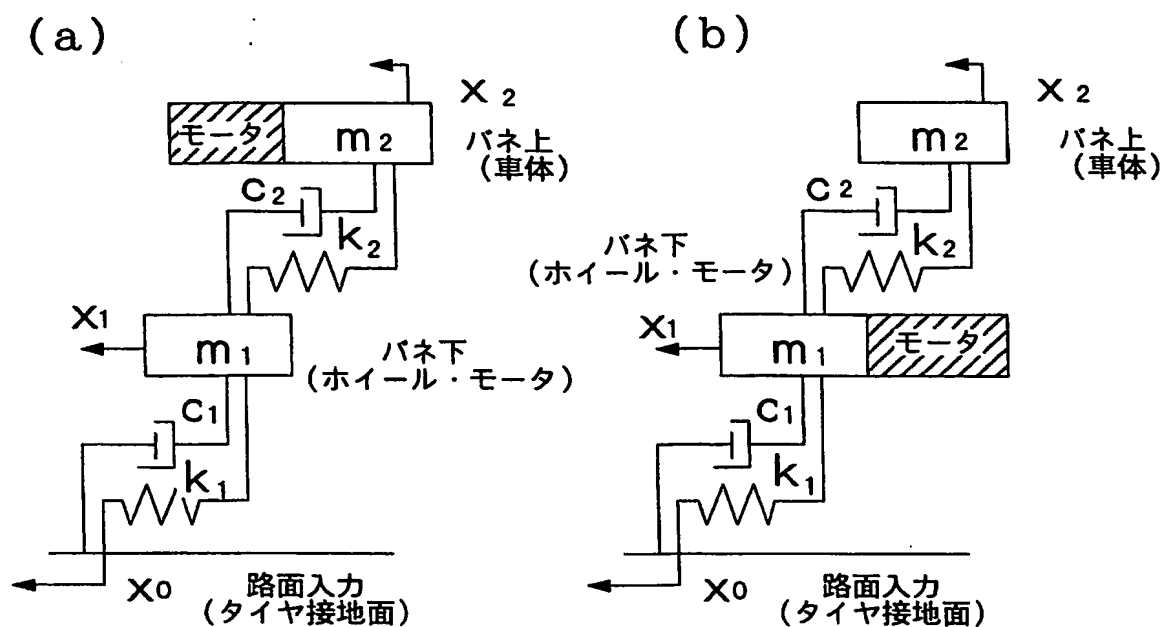 (a)
X2
モータ
m2
バネ上
(車体)
C2
k2
X1
m1
バネ下
(ホイール・モータ)
C1
k1
X0
路面入力
(タイヤ接地面)
(b)
X2
m2
バネ上
(車体)
C2
k2
バネ下
(ホイール・モータ)
X1
m1
モータ
C1
k1
X0
路面入力
(タイヤ接地面)